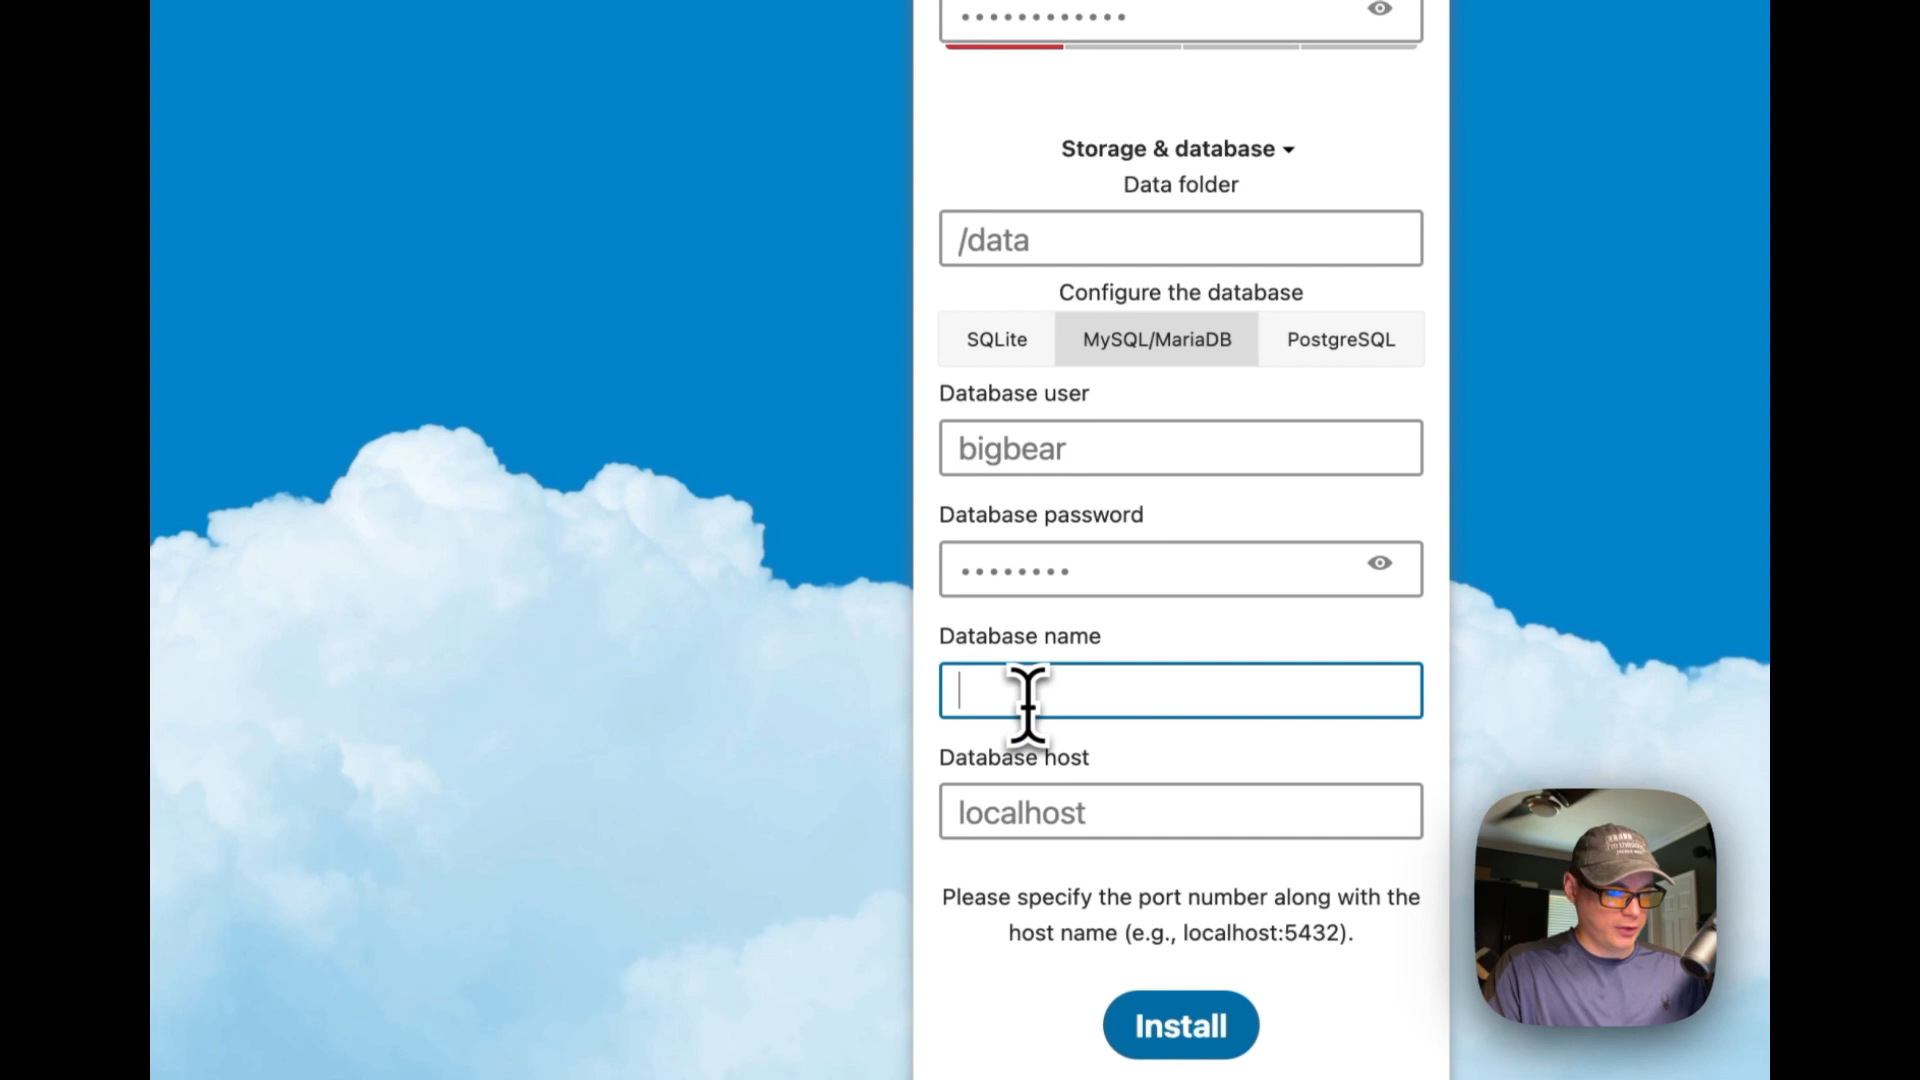 Storage & database
Data folder
/data
Configure the database
SQLite MySQL/MariaDB PostgreSQL
Database user
bigbear
Database password
Database name
Database host
localhost
Please specify the port number along with the
host name (e.g., localhost:5432).
Install